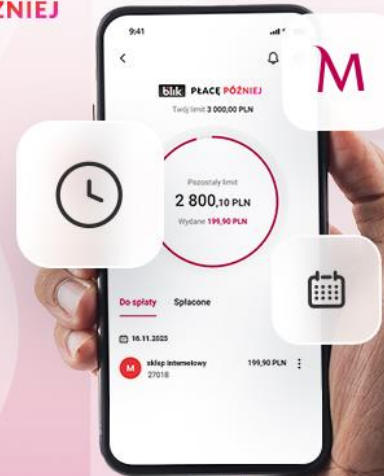 ŹNIEJ
9:41
M
blik PŁACĘ PÓŹNIEJ
Twój limit 3 000,00 PLN
Pozostały limit
2 800,10 PLN
Wydane 199,90 PLN
Do spłaty Spłacone
16.11.2025
M
sklep internetowy 199,90 PLN
27018